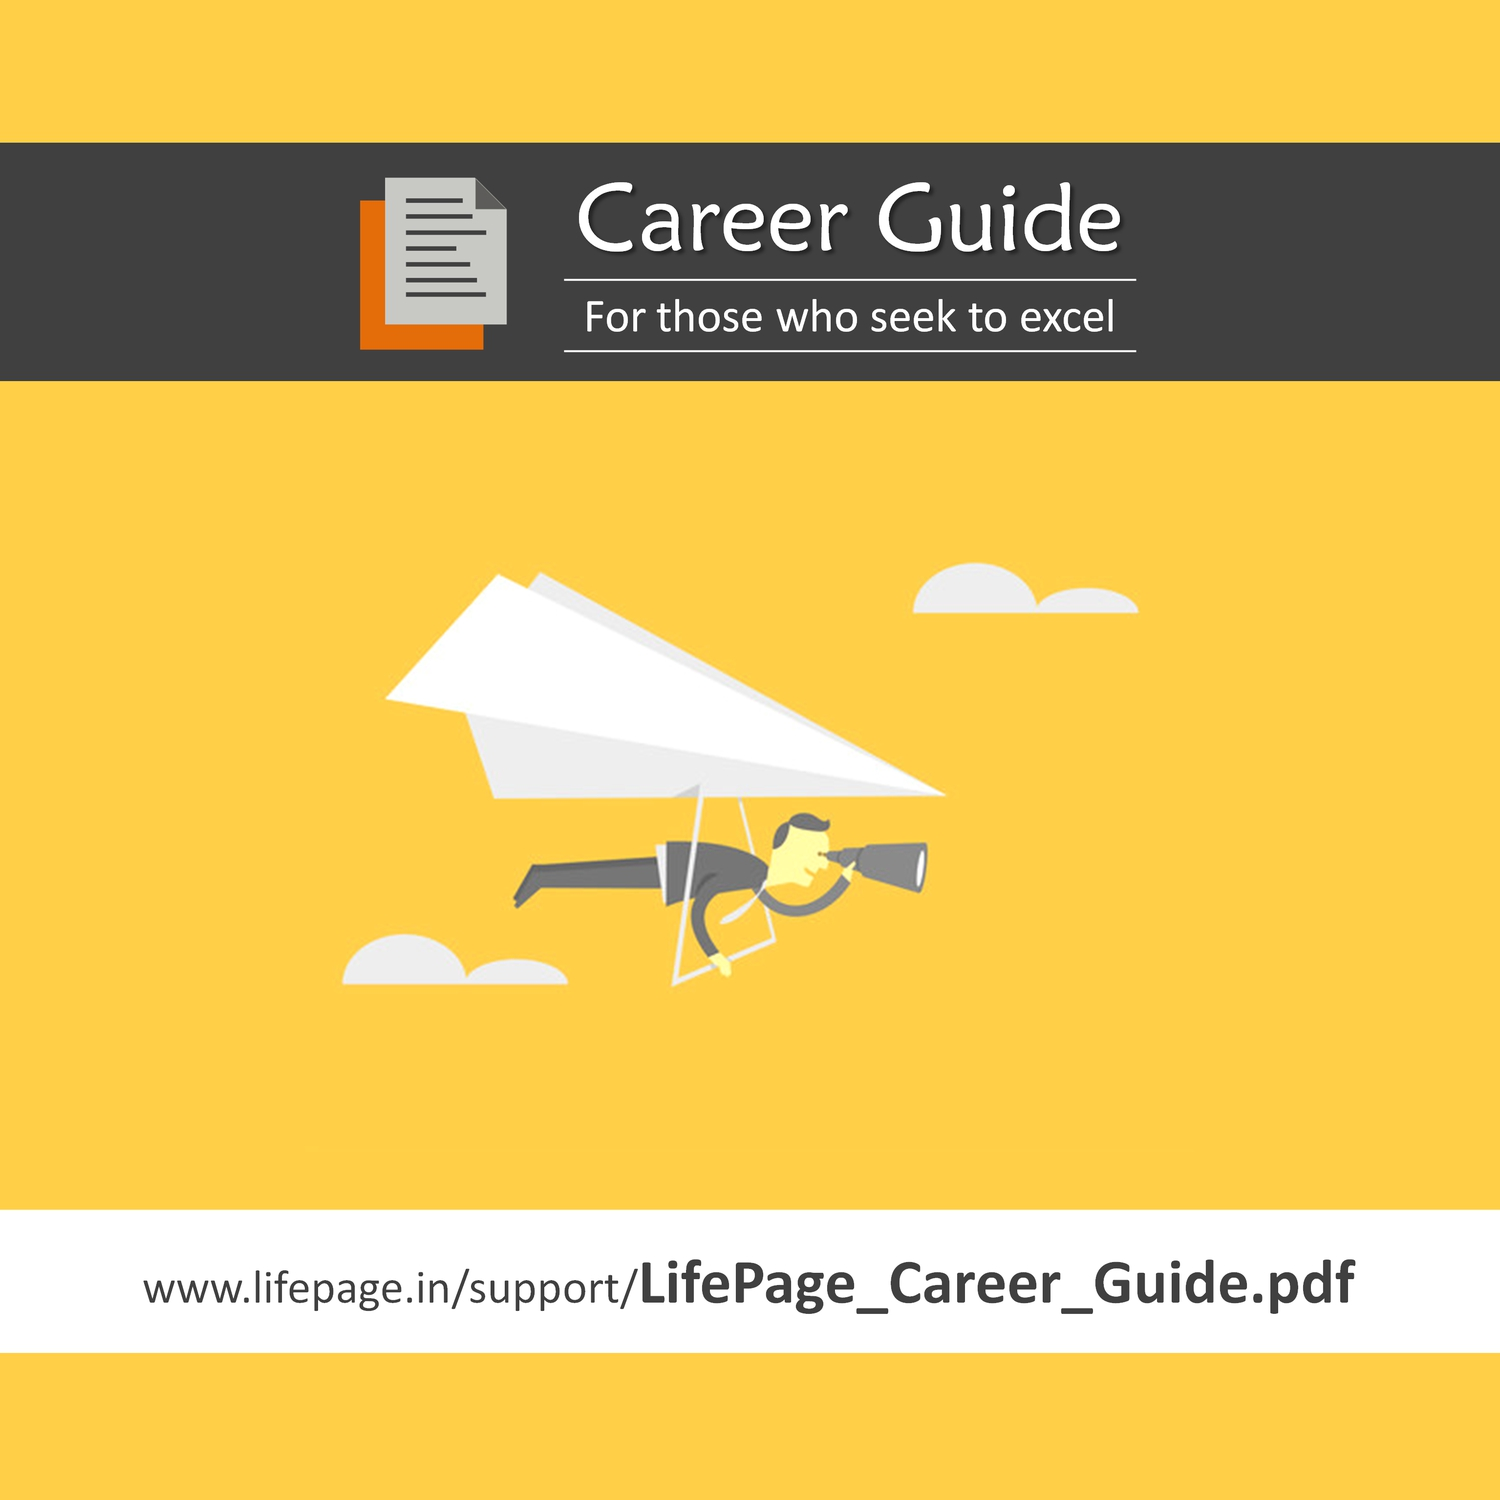 Career Guide
For those who seek to excel
www.lifepage.in/support/LifePage_Career_Guide.pdf